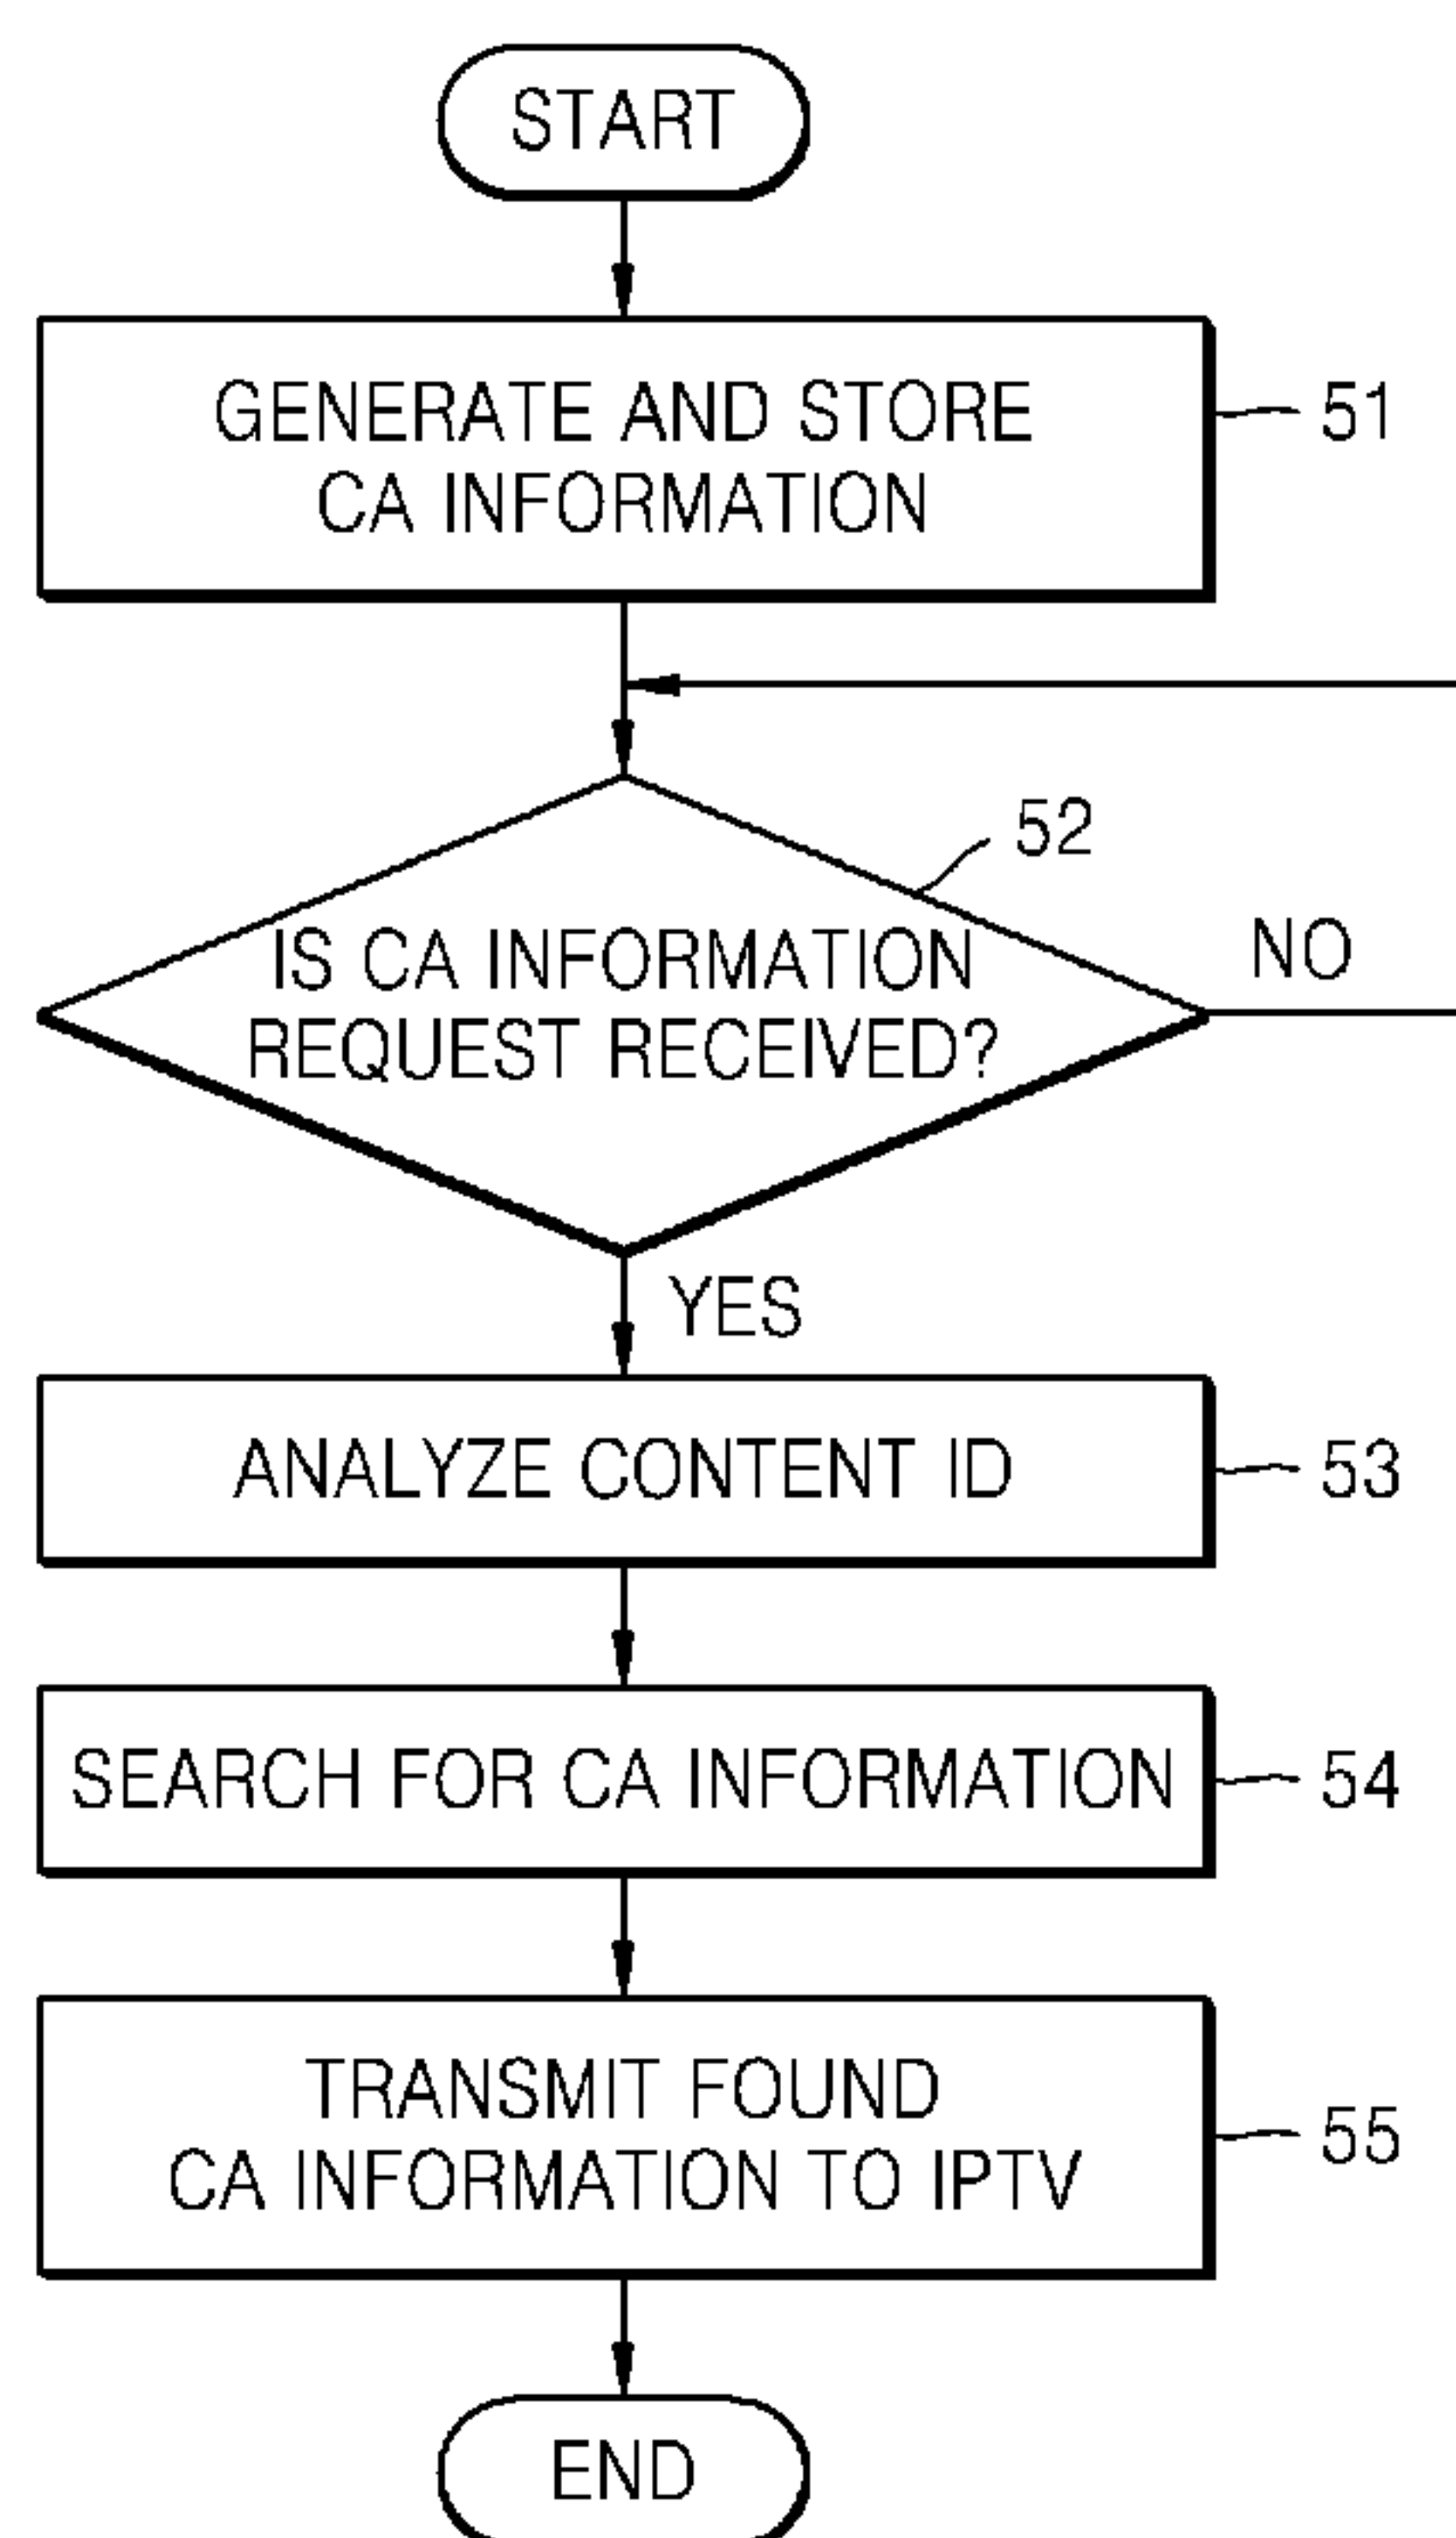 START
GENERATE AND STORE
CA INFORMATION
51
52
IS CA INFORMATION
REQUEST RECEIVED?
NO
YES
ANALYZE CONTENT ID
53
SEARCH FOR CA INFORMATION
54
TRANSMIT FOUND
CA INFORMATION TO IPTV
55
END